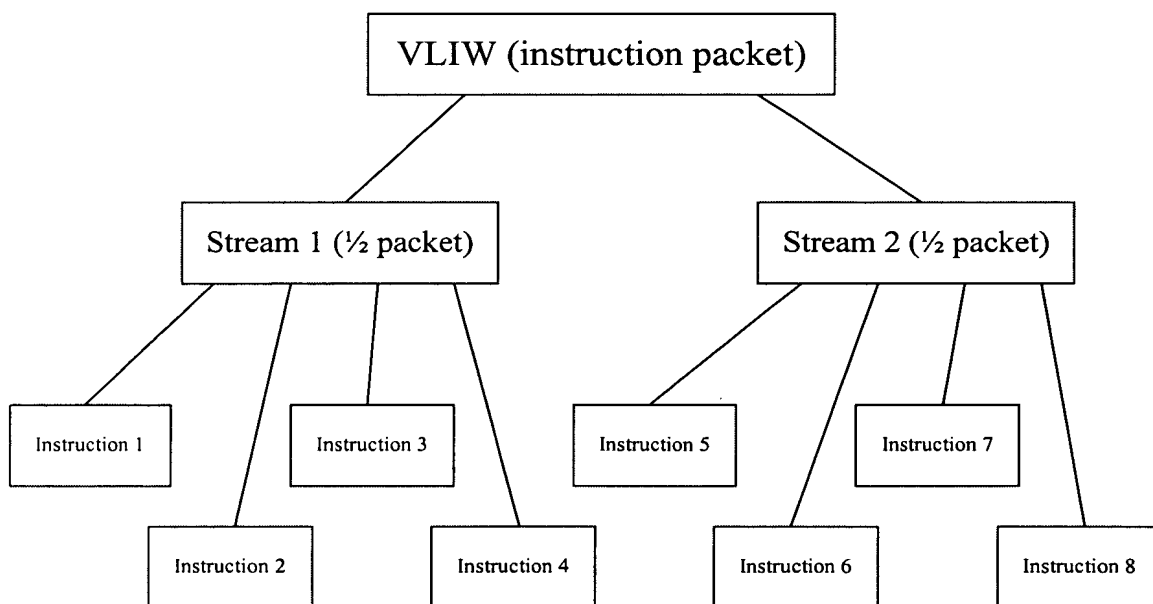 VLIW (instruction packet)
Stream 1 (½ packet)
Stream 2 (½ packet)
Instruction 1
Instruction 3
Instruction 5
Instruction 7
Instruction 2
Instruction 4
Instruction 6
Instruction 8